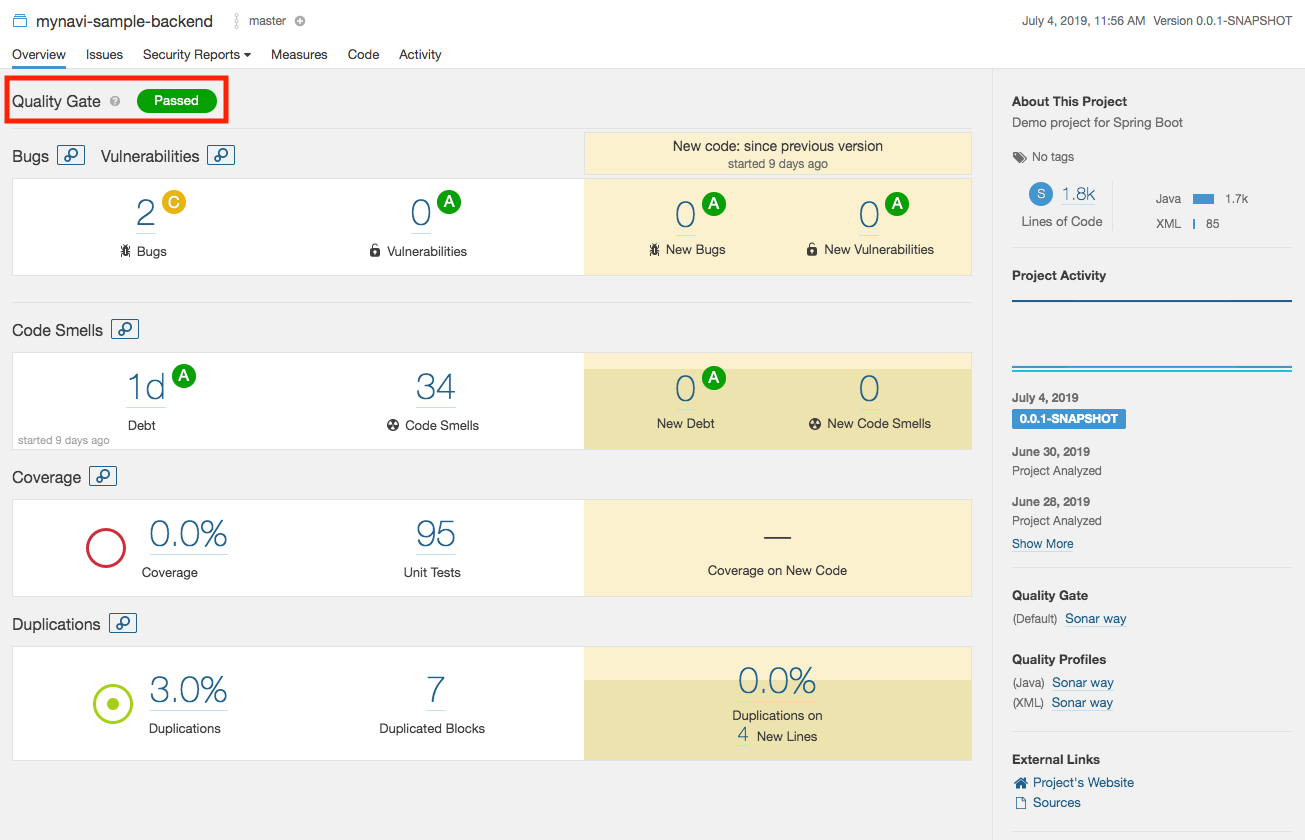 mynavi-sample-backend master July 4, 2019, 11:56 AM Version 0.0.1-SNAPSHOT
Overview Issues Security Reports Measures Code Activity
Quality Gate ? Passed
Bugs Vulnerabilities
New code: since previous version
started 9 days ago
2 C
Bugs
0 A
Vulnerabilities
0 A
New Bugs
0 A
New Vulnerabilities
Code Smells
1d A
Debt
started 9 days ago
34
Code Smells
0 A
New Debt
0
New Code Smells
Coverage
0.0%
Coverage
95
Unit Tests
—
Coverage on New Code
Duplications
3.0%
Duplications
7
Duplicated Blocks
0.0%
Duplications on
4 New Lines
About This Project
Demo project for Spring Boot
No tags
S 1.8k
Lines of Code
Java 1.7k
XML 85
Project Activity
July 4, 2019
0.0.1-SNAPSHOT
June 30, 2019
Project Analyzed
June 28, 2019
Project Analyzed
Show More
Quality Gate
(Default) Sonar way
Quality Profiles
(Java) Sonar way
(XML) Sonar way
External Links
Project's Website
Sources